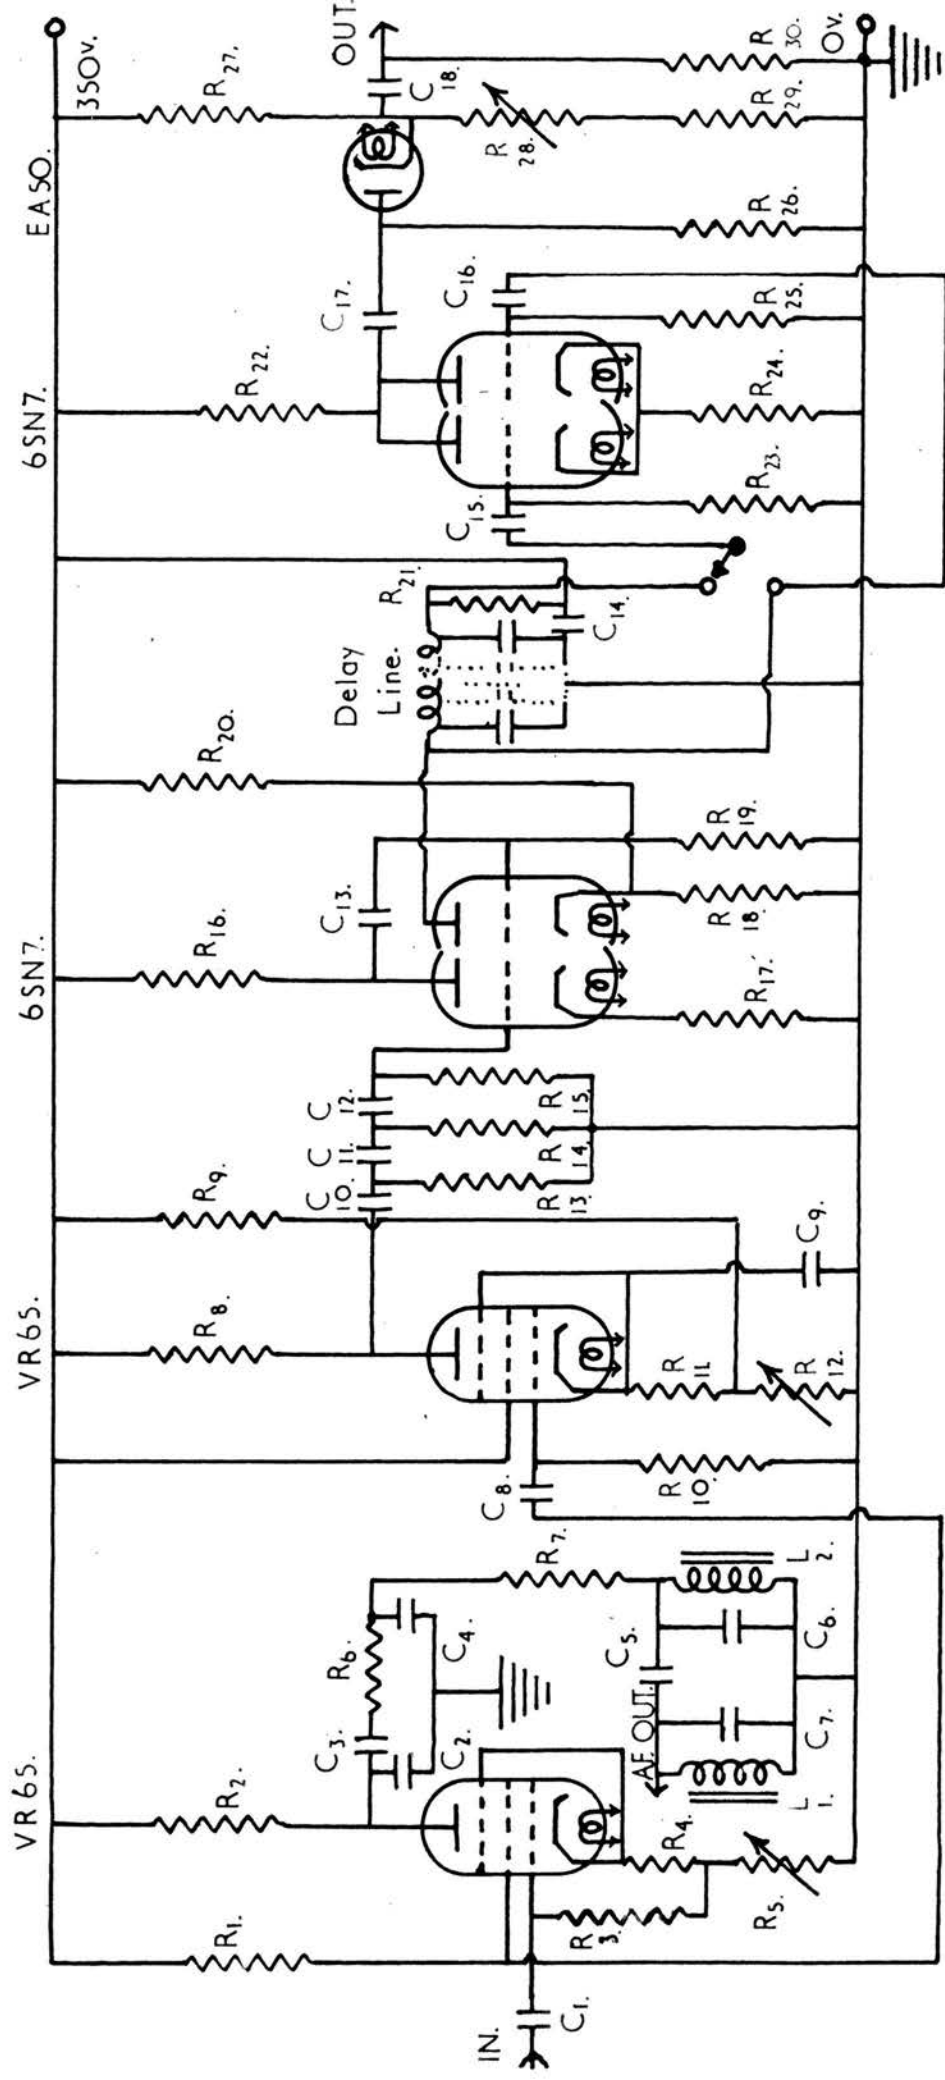 VR65.
VR65.
6SN7.
6SN7.
EA50.
350v.
R1.
R2.
R8.
R9.
R16.
R20.
R22.
R27.
OUT.
IN.
C1.
R3.
R4.
R5.
C2.
C3.
R6.
C4.
R7.
A.F. OUT.
C5.
C6.
C7.
L1.
L2.
C8.
R10.
R11.
R12.
C9.
C10.
C11.
C12.
R13.
R14.
R15.
R17.
R18.
R19.
C13.
Delay
Line.
R21.
C14.
C15.
R23.
R24.
R25.
C16.
C17.
R26.
C18.
R28.
R29.
R30.
0v.